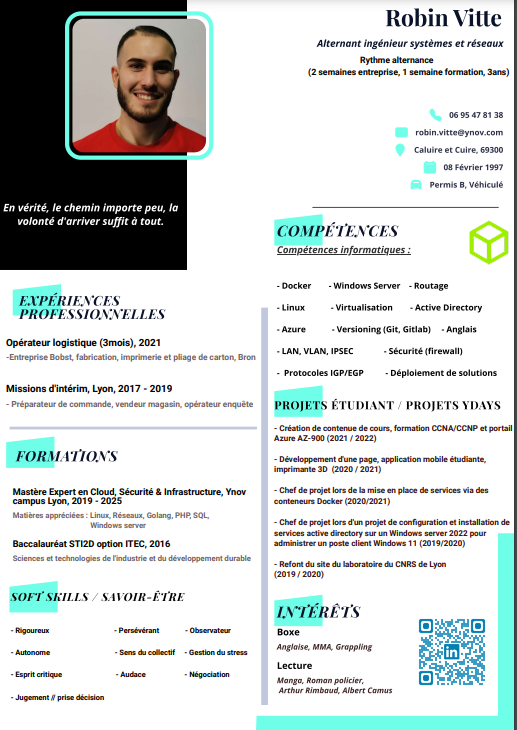 Robin Vitte
Alternant ingénieur systèmes et réseaux
Rythme alternance
(2 semaines entreprise, 1 semaine formation, 3ans)
06 95 47 81 38
robin.vitte@ynov.com
Caluire et Cuire, 69300
08 Février 1997
Permis B, Véhiculé
En vérité, le chemin importe peu, la
volonté d'arriver suffit à tout.
EXPÉRIENCES
PROFESSIONNELLES
Opérateur logistique (3mois), 2021
-Entreprise Bobst, fabrication, imprimerie et pliage de carton, Bron
Missions d'intérim, Lyon, 2017 - 2019
- Préparateur de commande, vendeur magasin, opérateur enquête
FORMATIONS
Mastère Expert en Cloud, Sécurité & Infrastructure, Ynov
campus Lyon, 2019 - 2025
Matières appréciées : Linux, Réseaux, Golang, PHP, SQL,
Windows server
Baccalauréat STI2D option ITEC, 2016
Sciences et technologies de l'industrie et du développement durable
SOFT SKILLS / SAVOIR-ÊTRE
- Rigoureux - Persévérant - Observateur
- Autonome - Sens du collectif - Gestion du stress
- Esprit critique - Audace - Négociation
- Jugement // prise décision
COMPÉTENCES
Compétences informatiques :
- Docker - Windows Server - Routage
- Linux - Virtualisation - Active Directory
- Azure - Versioning (Git, Gitlab) - Anglais
- LAN, VLAN, IPSEC - Sécurité (firewall)
- Protocoles IGP/EGP - Déploiement de solutions
PROJETS ÉTUDIANT / PROJETS YDAYS
- Création de contenue de cours, formation CCNA/CCNP et portail
Azure AZ-900 (2021 / 2022)
- Développement d'une page, application mobile étudiante,
imprimante 3D (2020 / 2021)
- Chef de projet lors de la mise en place de services via des
conteneurs Docker (2020/2021)
- Chef de projet lors d'un projet de configuration et installation de
services active directory sur un Windows server 2022 pour
administrer un poste client Windows 11 (2019/2020)
- Refont du site du laboratoire du CNRS de Lyon
(2019 / 2020)
INTÉRÊTS
Boxe
Anglaise, MMA, Grappling
Lecture
Manga, Roman policier,
Arthur Rimbaud, Albert Camus
in